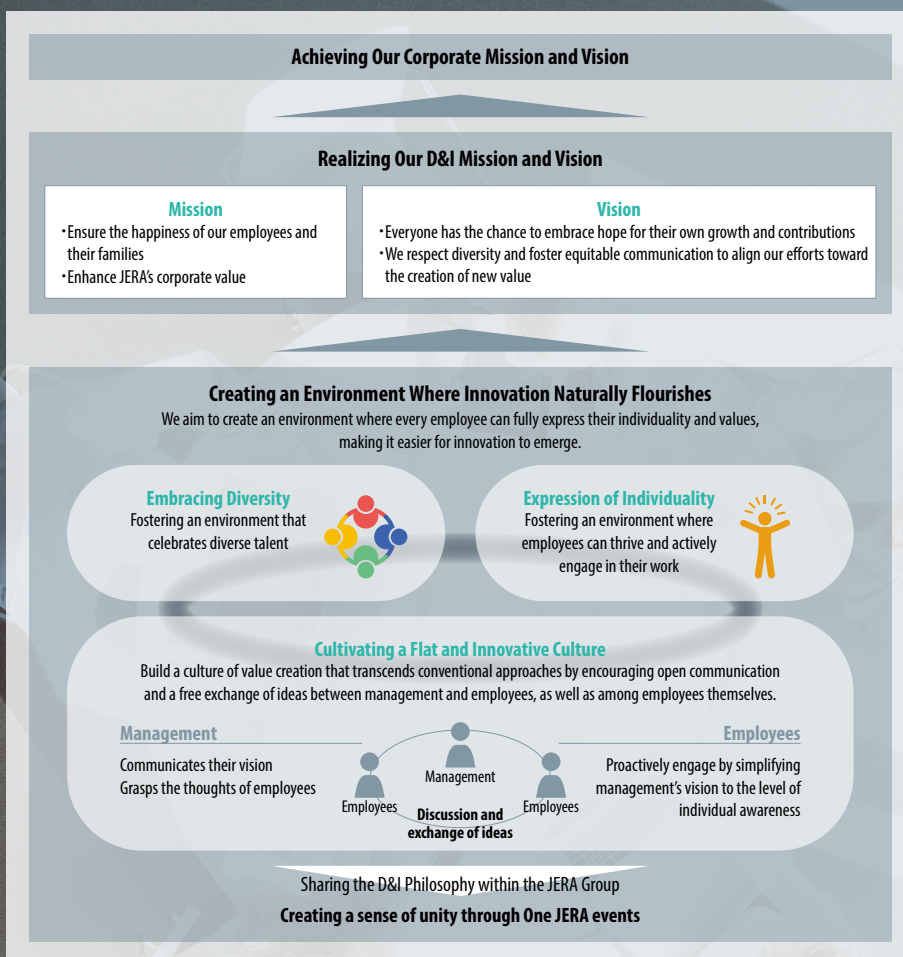 Achieving Our Corporate Mission and Vision
Realizing Our D&I Mission and Vision
Mission
・Ensure the happiness of our employees and
their families
・Enhance JERA's corporate value
Vision
・Everyone has the chance to embrace hope for their own growth and contributions
・We respect diversity and foster equitable communication to align our efforts toward
the creation of new value
Creating an Environment Where Innovation Naturally Flourishes
We aim to create an environment where every employee can fully express their individuality and values,
making it easier for innovation to emerge.
Embracing Diversity
Fostering an environment that
celebrates diverse talent
Expression of Individuality
Fostering an environment where
employees can thrive and actively
engage in their work
Cultivating a Flat and Innovative Culture
Build a culture of value creation that transcends conventional approaches by encouraging open communication
and a free exchange of ideas between management and employees, as well as among employees themselves.
Management
Communicates their vision
Grasps the thoughts of employees
Management
Employees
Employees
Discussion and
exchange of ideas
Employees
Proactively engage by simplifying
management's vision to the level of
individual awareness
Sharing the D&I Philosophy within the JERA Group
Creating a sense of unity through One JERA events